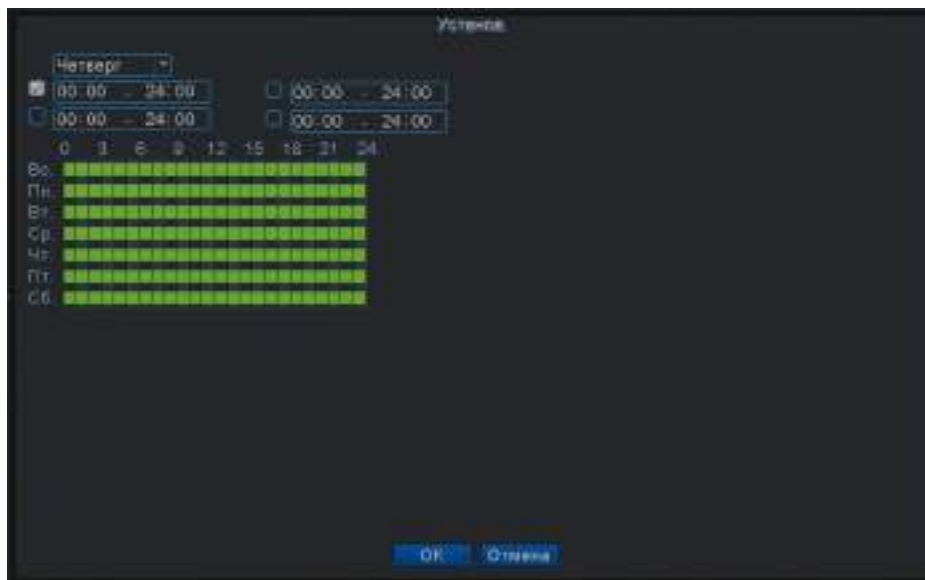 Установ.
Четверг
00:00 - 24:00 00:00 - 24:00
00:00 - 24:00 00:00 - 24:00
0 3 6 9 12 15 18 21 24
Вс.
Пн.
Вт.
Ср.
Чт.
Пт.
Сб.
OK Отмена